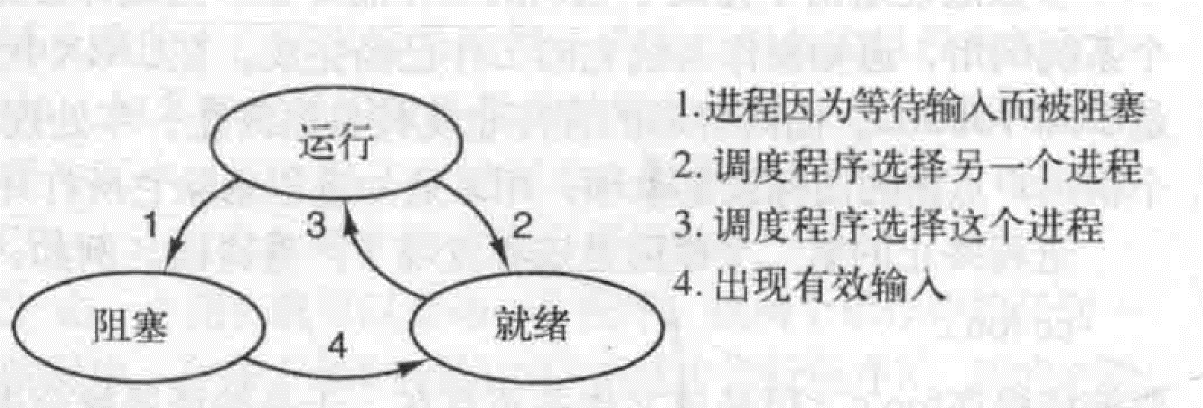 运行
1
3
2
阻塞
4
就绪
1.进程因为等待输入而被阻塞
2. 调度程序选择另一个进程
3. 调度程序选择这个进程
4. 出现有效输入